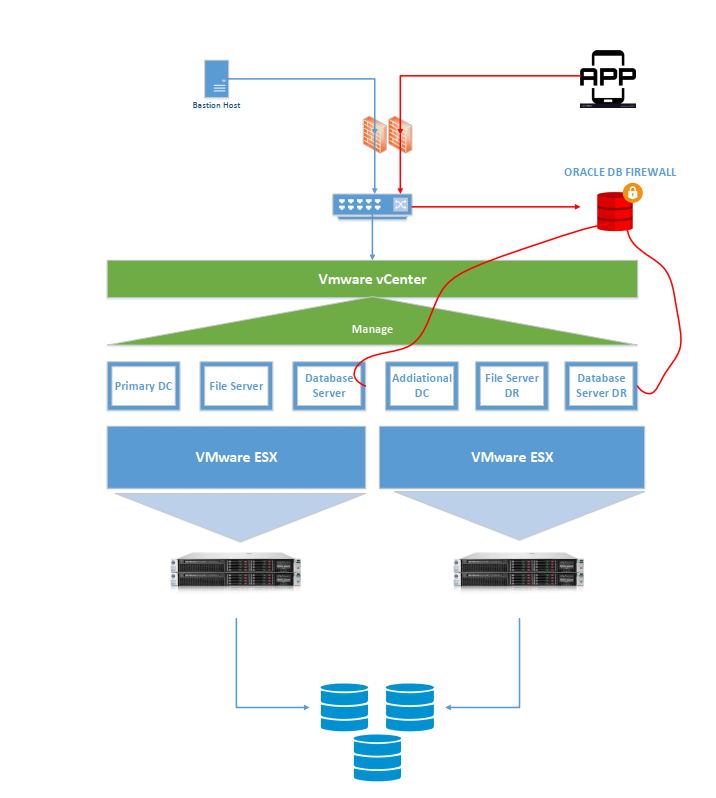 APP
Bastion Host
ORACLE DB FIREWALL
Vmware vCenter
Manage
Primary DC
File Server
Database
Server
Addiational
DC
File Server
DR
Database
Server DR
VMware ESX
VMware ESX